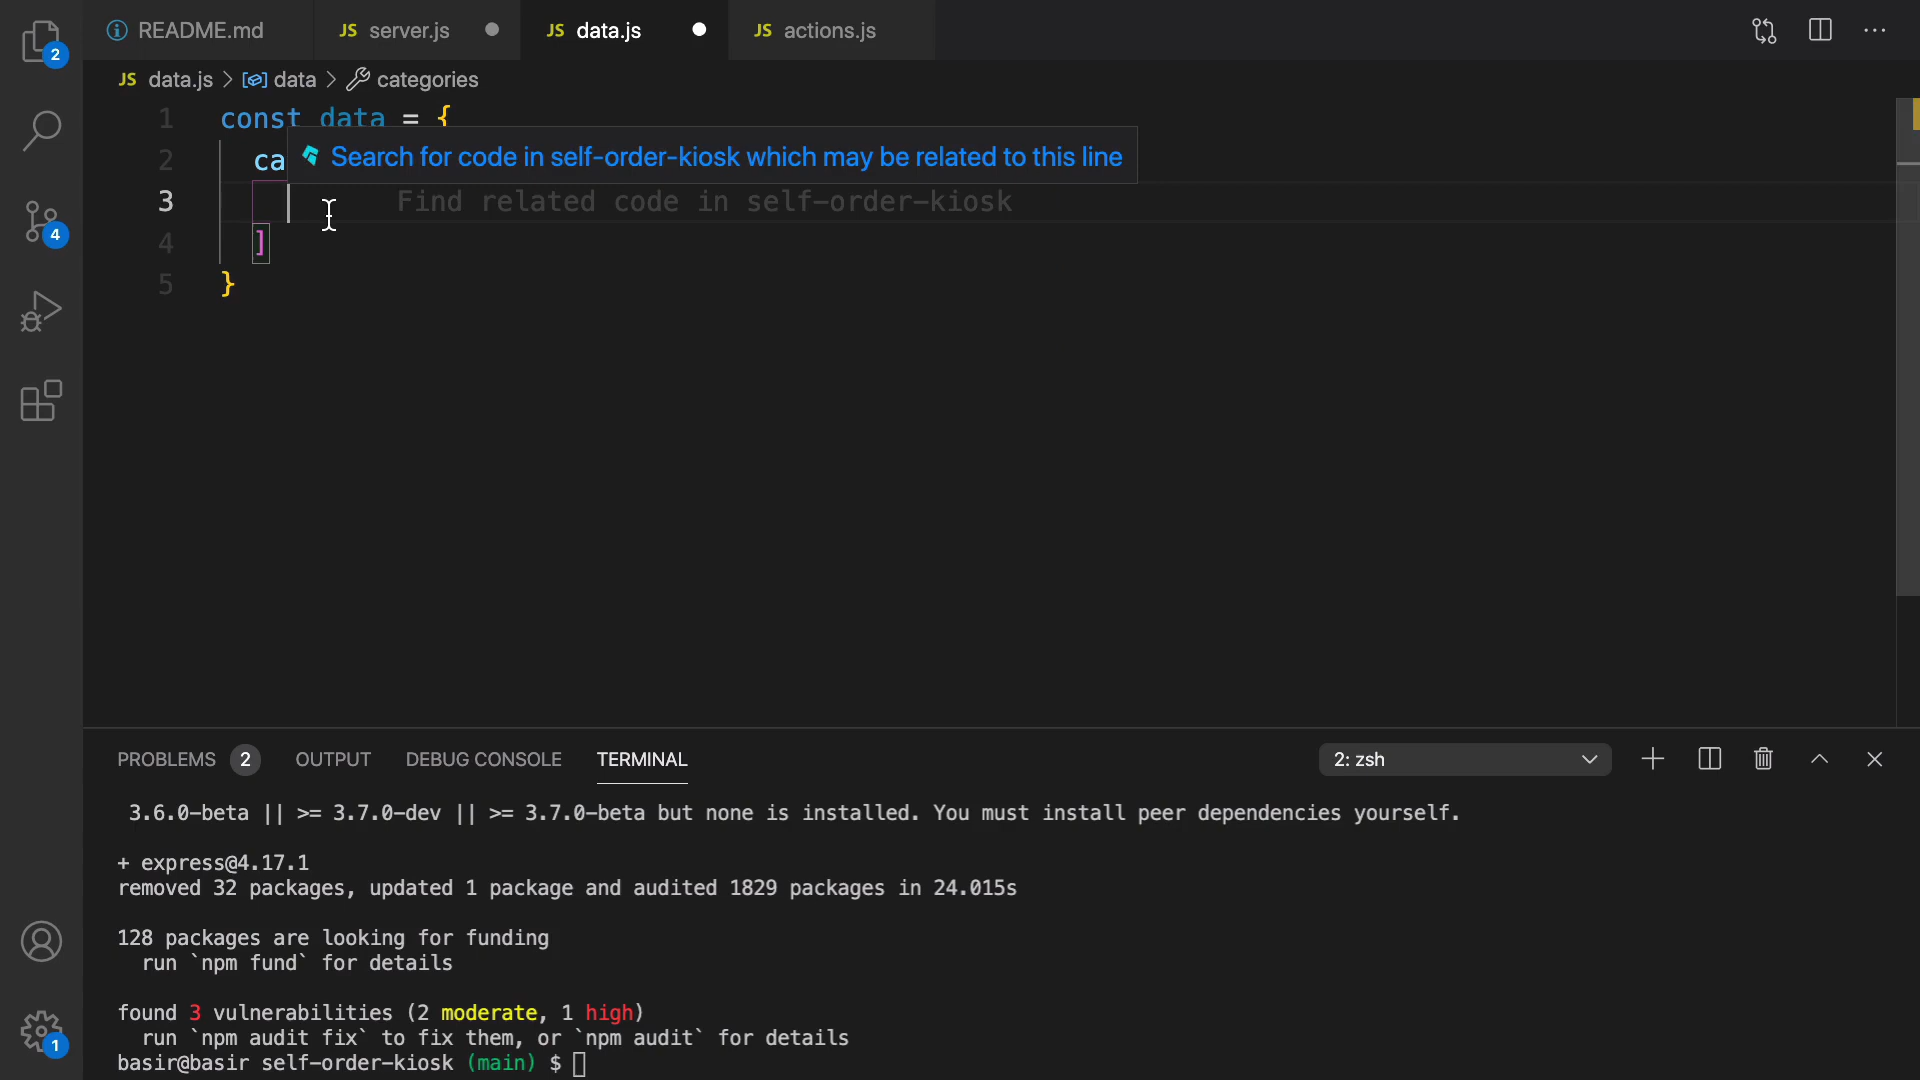 2
README.md
JS server.js
JS data.js
JS actions.js
JS data.js > data > categories
1 const data = {
2 ca
Search for code in self-order-kiosk which may be related to this line
3 Find related code in self-order-kiosk
4 ]
5 }
4
PROBLEMS 2 OUTPUT DEBUG CONSOLE TERMINAL 2: zsh
3.6.0-beta || >= 3.7.0-dev || >= 3.7.0-beta but none is installed. You must install peer dependencies yourself.
+ express@4.17.1
removed 32 packages, updated 1 package and audited 1829 packages in 24.015s
128 packages are looking for funding
run `npm fund` for details
found 3 vulnerabilities (2 moderate, 1 high)
run `npm audit fix` to fix them, or `npm audit` for details
1
basir@basir self-order-kiosk (main) $